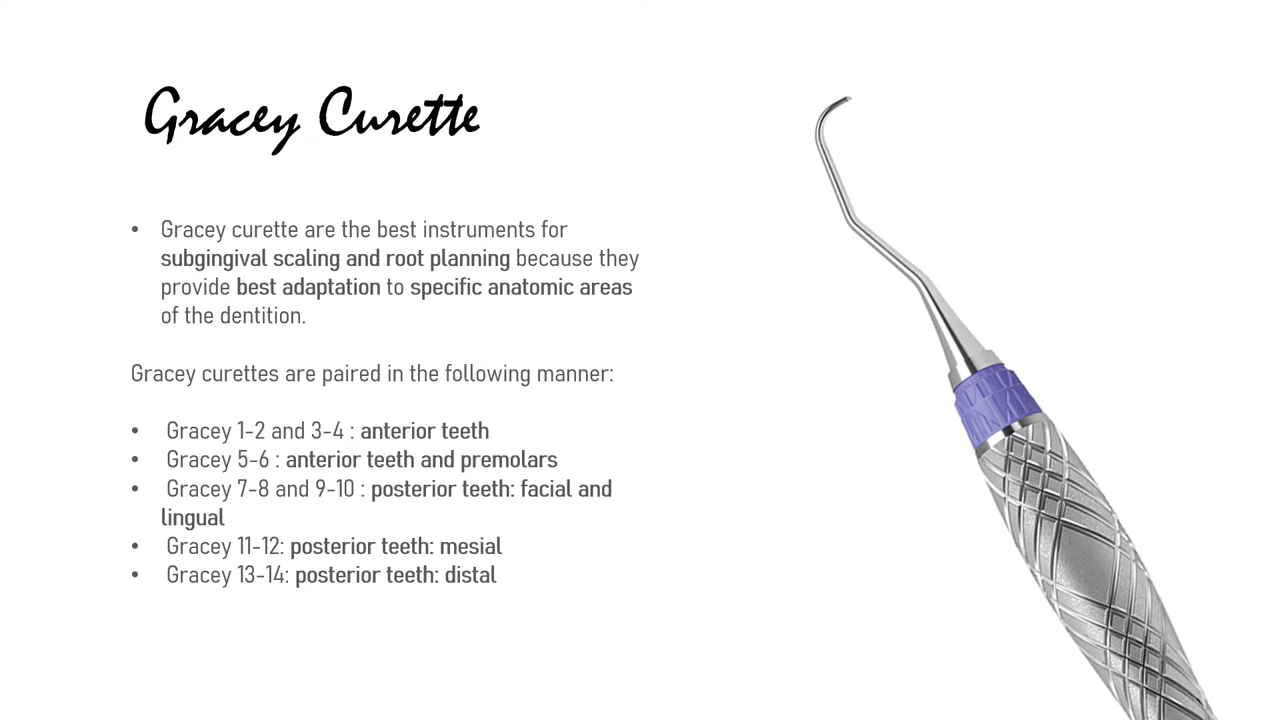 Gracey Curette
• Gracey curette are the best instruments for
subgingival scaling and root planning because they
provide best adaptation to specific anatomic areas
of the dentition.
Gracey curettes are paired in the following manner:
• Gracey 1-2 and 3-4 : anterior teeth
• Gracey 5-6 : anterior teeth and premolars
• Gracey 7-8 and 9-10 : posterior teeth: facial and
lingual
• Gracey 11-12: posterior teeth: mesial
• Gracey 13-14: posterior teeth: distal